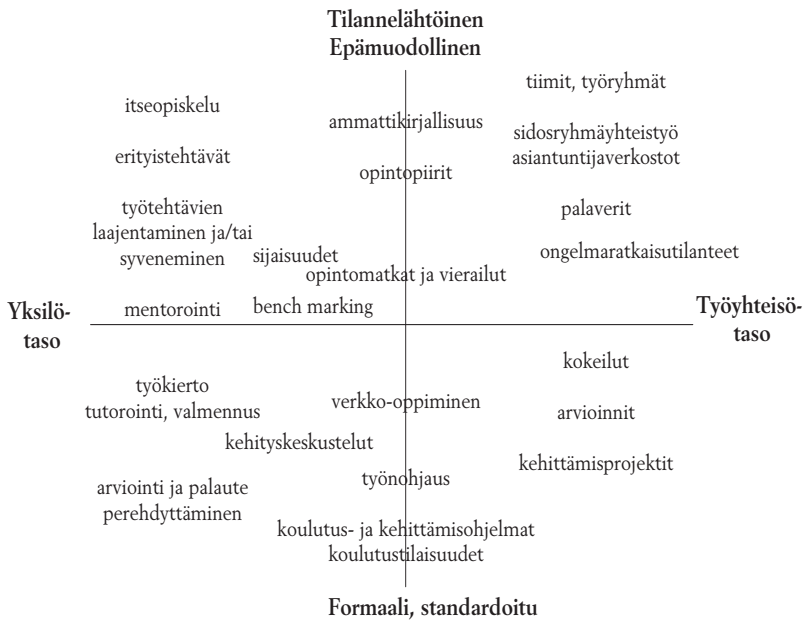 Tilannelähtöinen
Epämuodollinen
tiimit, työryhmät
itseopiskelu
ammattikirjallisuus
sidosryhmäyhteistyö
asiantuntijaverkostot
erityistehtävät
opintopiirit
työtehtävien
laajentaminen ja/tai
syveneminen
palaverit
sijaisuudet
ongelmaratkaisutilanteet
opintomatkat ja vierailut
mentorointi
bench marking
Yksilö-
taso
Työyhteisö-
taso
kokeilut
työkierto
tutorointi, valmennus
verkko-oppiminen
arvioinnit
kehityskeskustelut
kehittämisprojektit
työnohjaus
arviointi ja palaute
perehdyttäminen
koulutus- ja kehittämisohjelmat
koulutustilaisuudet
Formaali, standardoitu